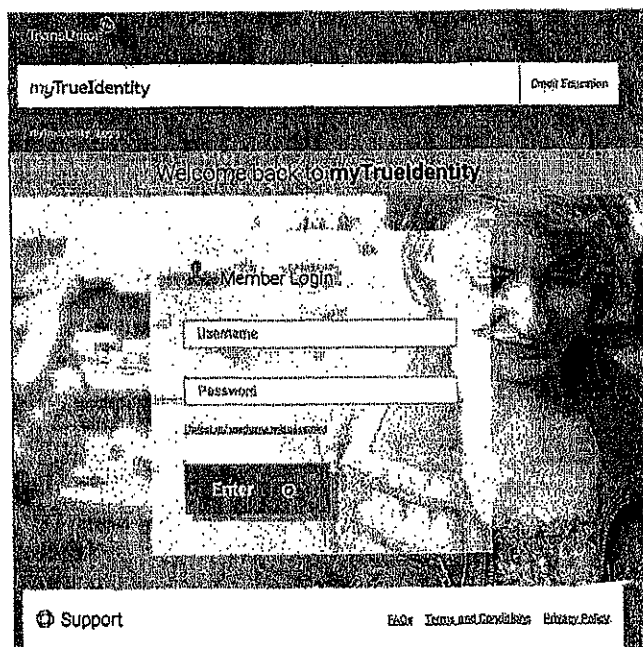 TransUnion
myTrueIdentity
Credit Education
Welcome back to myTrueIdentity
Member Login
Username
Password
Enter
Support
FAQs Terms and Conditions Privacy Policy